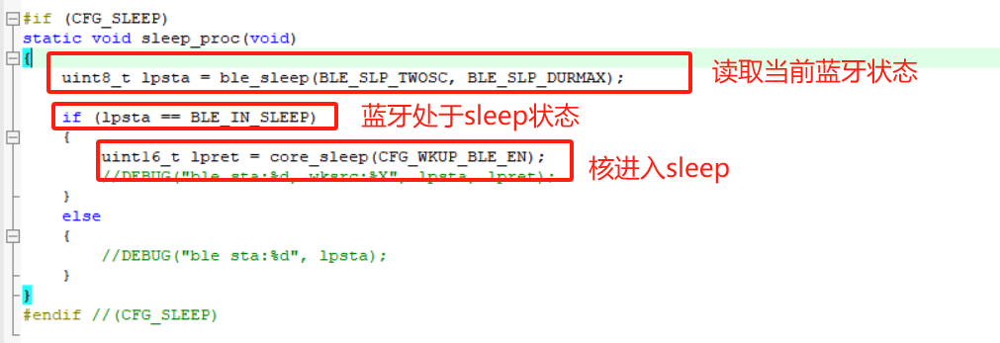 #if (CFG_SLEEP)
static void sleep_proc(void)
{
uint8_t lpsta = ble_sleep(BLE_SLP_TWOSC, BLE_SLP_DURMAX); 读取当前蓝牙状态
if (lpsta == BLE_IN_SLEEP) 蓝牙处于sleep状态
{
uint16_t lpret = core_sleep(CFG_WKUP_BLE_EN); 核进入sleep
//DEBUG("ble sta:%d, wksrc:%X", lpsta, lpret);
}
else
{
//DEBUG("ble sta:%d", lpsta);
}
}
#endif //(CFG_SLEEP)